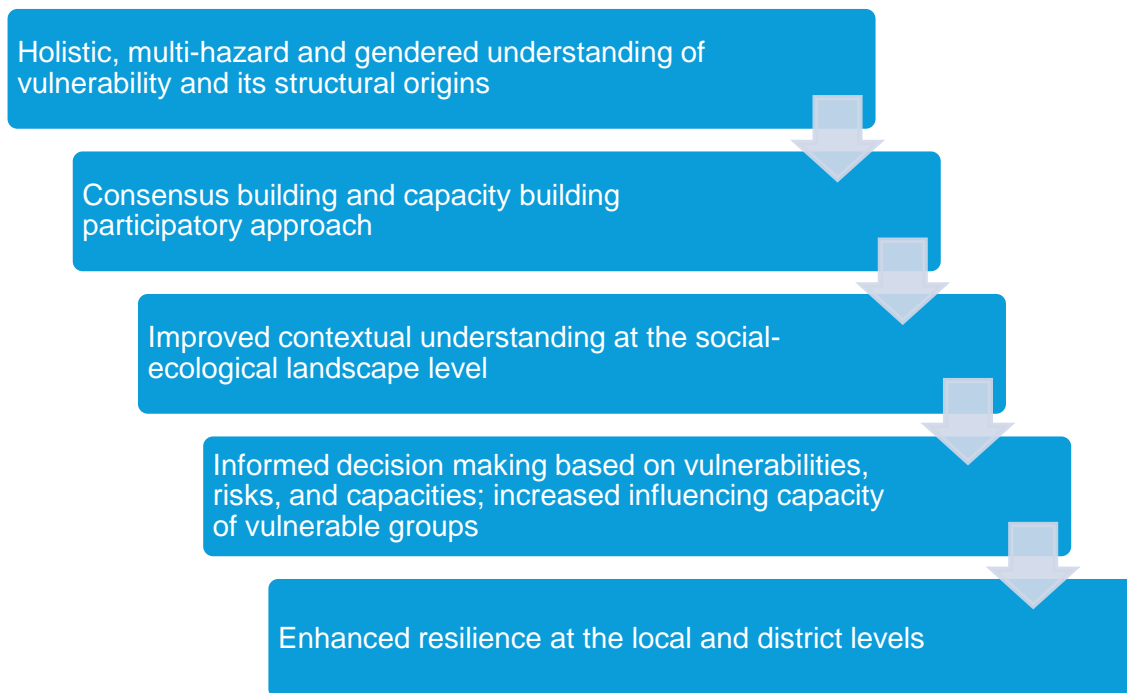 Holistic, multi-hazard and gendered understanding of
vulnerability and its structural origins
Consensus building and capacity building
participatory approach
Improved contextual understanding at the social-
ecological landscape level
Informed decision making based on vulnerabilities,
risks, and capacities; increased influencing capacity
of vulnerable groups
Enhanced resilience at the local and district levels